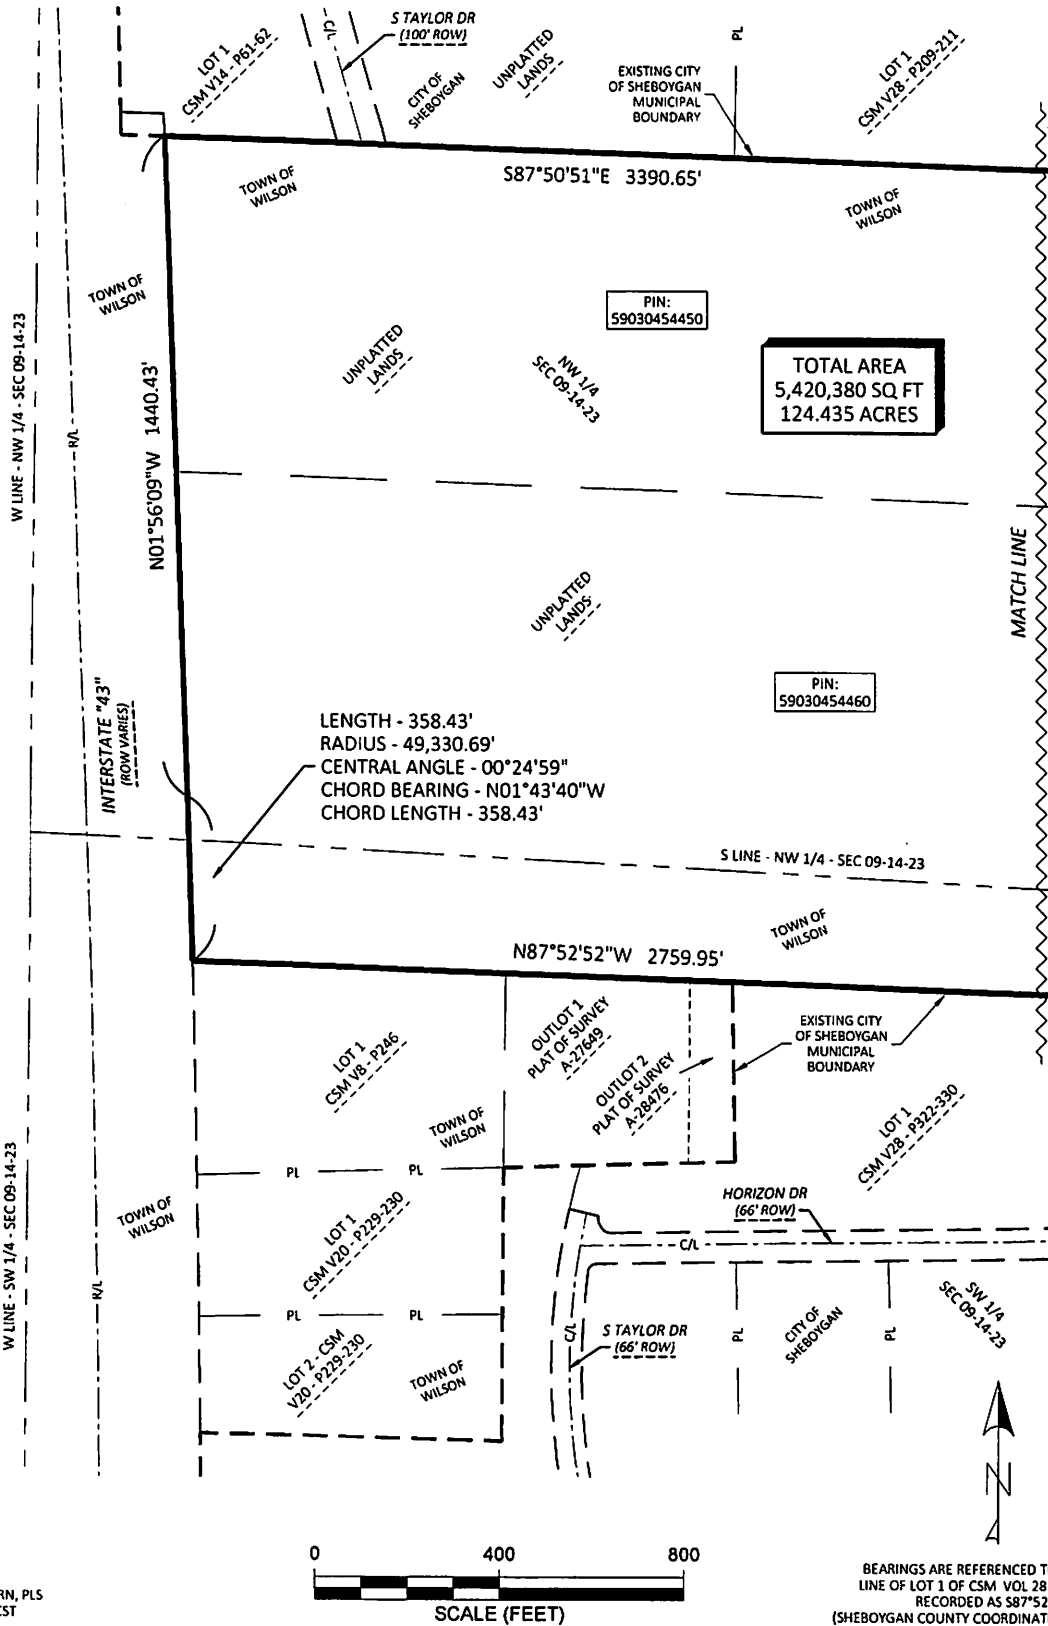 S TAYLOR DR
(100' ROW)
C/L
LOT 1
CSM V14 - P61-62
CITY OF
SHEBOYGAN
UNPLATTED
LANDS
PL
EXISTING CITY
OF SHEBOYGAN
MUNICIPAL
BOUNDARY
LOT 1
CSM V28 - P209-211
S87°50'51"E 3390.65'
TOWN OF
WILSON
TOWN OF
WILSON
TOWN OF
WILSON
PIN:
59030454450
UNPLATTED
LANDS
NW 1/4
SEC 09-14-23
TOTAL AREA
5,420,380 SQ FT
124.435 ACRES
W LINE - NW 1/4 - SEC 09-14-23
R/L
N01°56'09"W 1440.43'
MATCH LINE
UNPLATTED
LANDS
PIN:
59030454460
INTERSTATE "43"
(ROW VARIES)
LENGTH - 358.43'
RADIUS - 49,330.69'
CENTRAL ANGLE - 00°24'59"
CHORD BEARING - N01°43'40"W
CHORD LENGTH - 358.43'
S LINE - NW 1/4 - SEC 09-14-23
TOWN OF
WILSON
N87°52'52"W 2759.95'
LOT 1
CSM V8 - P246
OUTLOT 1
PLAT OF SURVEY
A-27649
OUTLOT 2
PLAT OF SURVEY
A-28476
EXISTING CITY
OF SHEBOYGAN
MUNICIPAL
BOUNDARY
TOWN OF
WILSON
LOT 1
CSM V28 - P322-330
W LINE - SW 1/4 - SEC 09-14-23
PL
PL
TOWN OF
WILSON
LOT 1
CSM V20 - P229-230
HORIZON DR
(66' ROW)
C/L
R/L
PL
PL
C/L
S TAYLOR DR
(66' ROW)
PL
CITY OF
SHEBOYGAN
PL
SW 1/4
SEC 09-14-23
LOT 2 - CSM
V20 - P229-230
TOWN OF
WILSON
N
0 400 800
SCALE (FEET)
RN, PLS
CST
BEARINGS ARE REFERENCED T
LINE OF LOT 1 OF CSM VOL 28
RECORDED AS S87°52
(SHEBOYGAN COUNTY COORDINAT